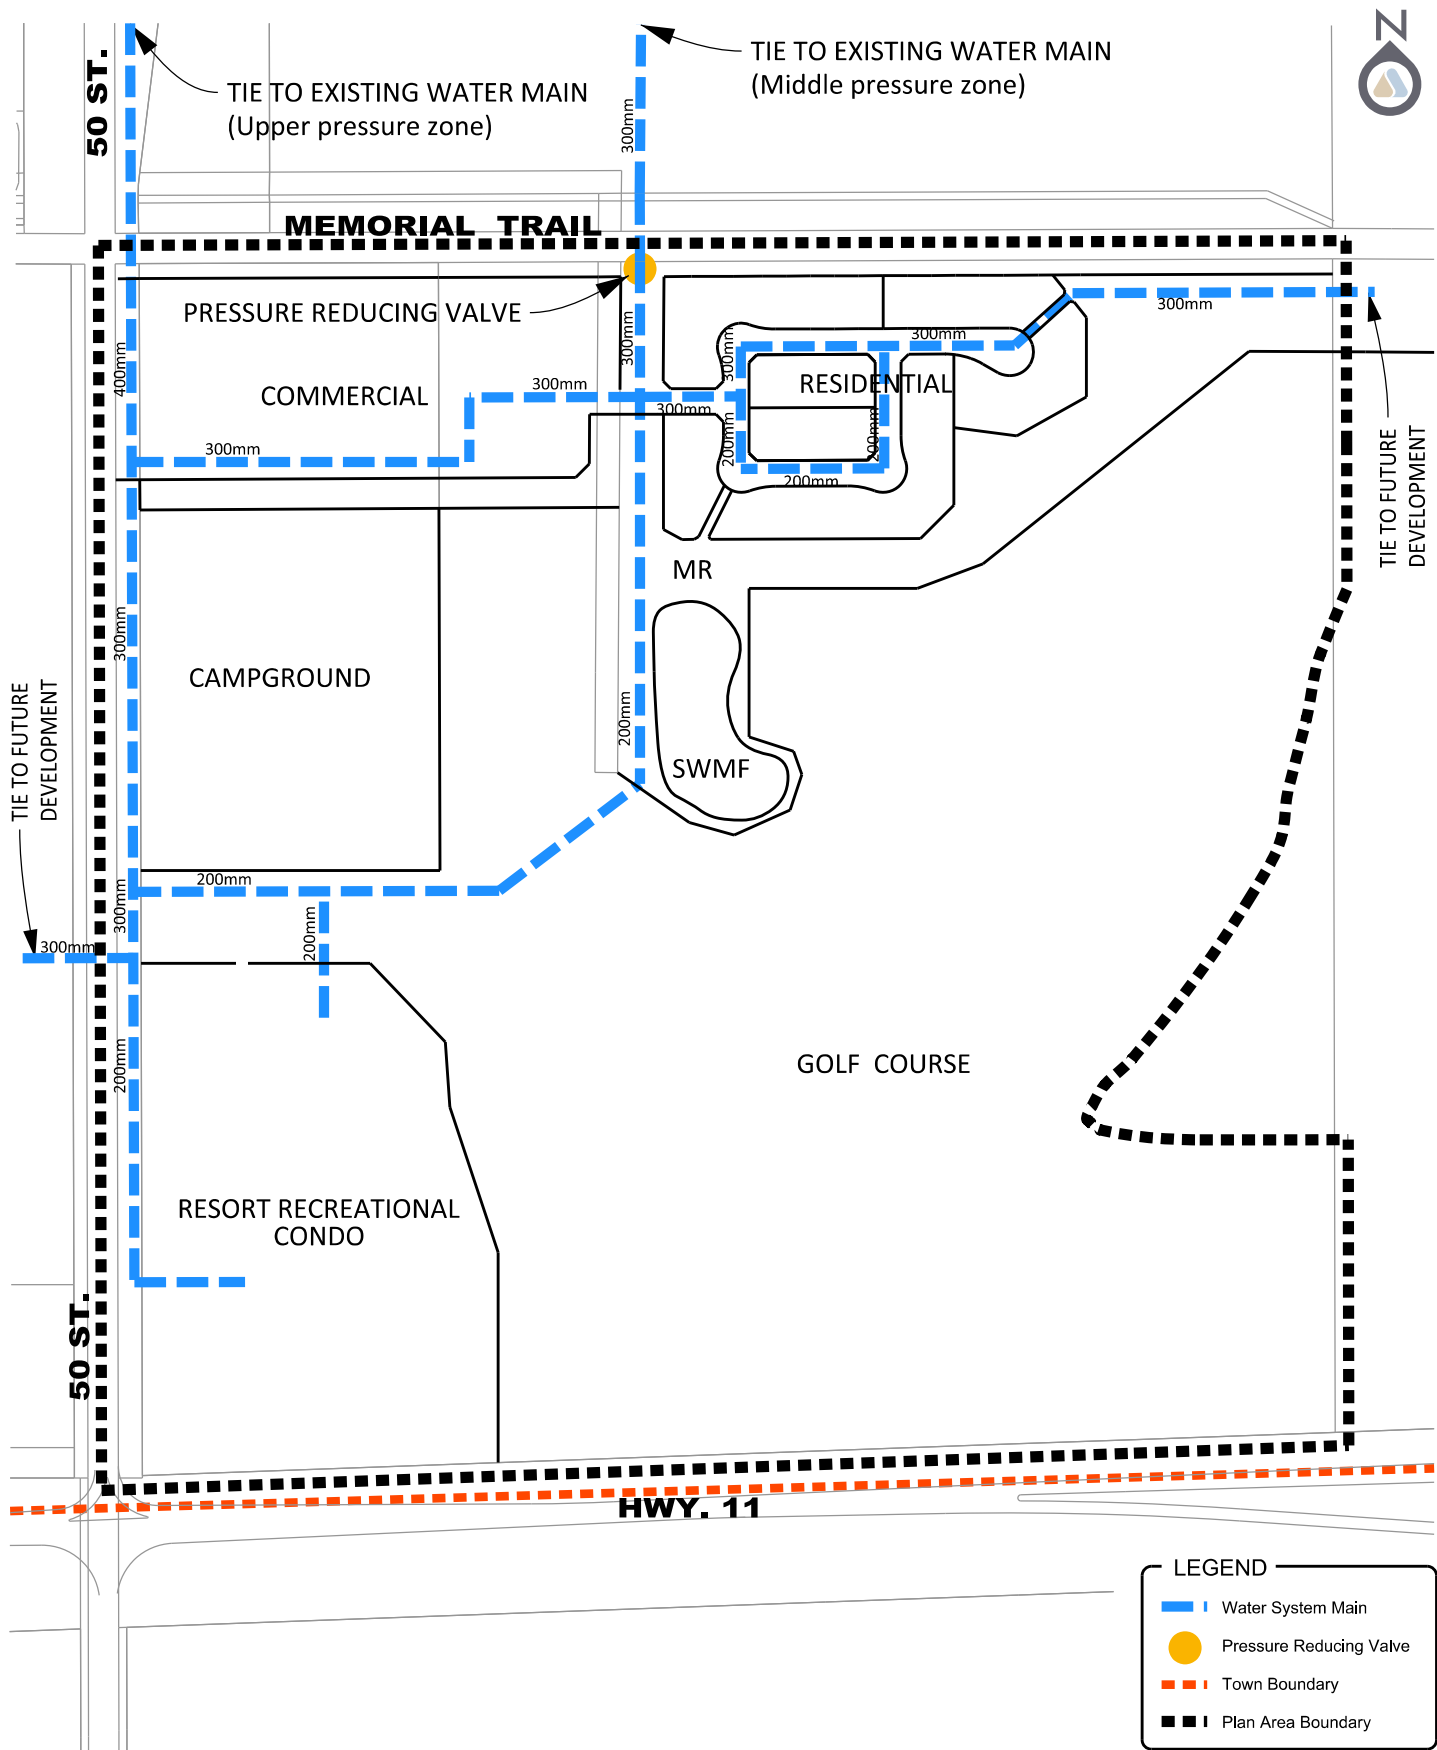 N
50 ST.
TIE TO EXISTING WATER MAIN
(Upper pressure zone)
TIE TO EXISTING WATER MAIN
(Middle pressure zone)
300mm
MEMORIAL TRAIL
PRESSURE REDUCING VALVE
300mm
400mm
300mm
300mm
300mm
COMMERCIAL
300mm
300mm
RESIDENTIAL
300mm
200mm
200mm
200mm
TIE TO FUTURE
DEVELOPMENT
MR
300mm
CAMPGROUND
200mm
SWMF
TIE TO FUTURE
DEVELOPMENT
200mm
300mm
200mm
300mm
200mm
GOLF COURSE
RESORT RECREATIONAL
CONDO
50 ST.
HWY. 11
LEGEND
Water System Main
Pressure Reducing Valve
Town Boundary
Plan Area Boundary